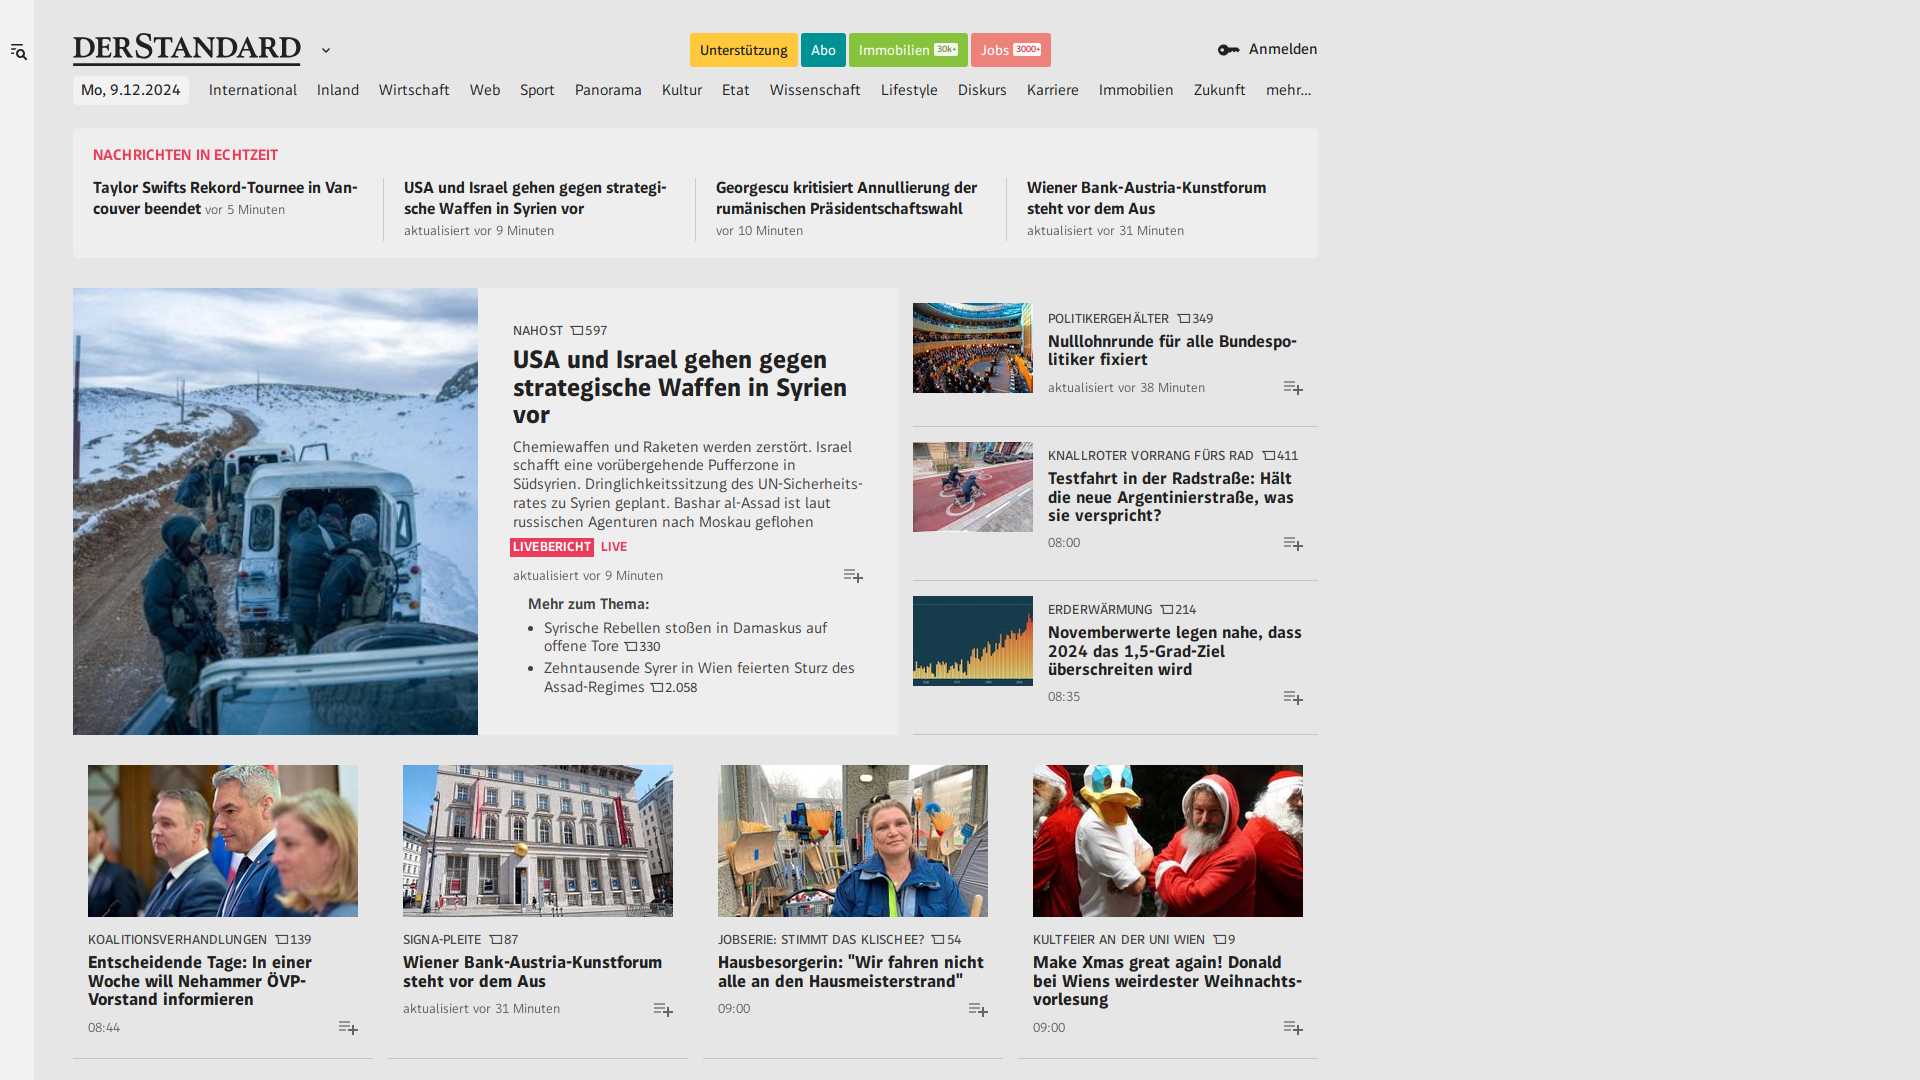 DERSTANDARD
Unterstützung
Abo
Immobilien 30k+
Jobs 3000+
Anmelden
Mo, 9.12.2024
International
Inland
Wirtschaft
Web
Sport
Panorama
Kultur
Etat
Wissenschaft
Lifestyle
Diskurs
Karriere
Immobilien
Zukunft
mehr...
NACHRICHTEN IN ECHTZEIT
Taylor Swifts Rekord-Tournee in Van-
couver beendet vor 5 Minuten
USA und Israel gehen gegen strategi-
sche Waffen in Syrien vor
aktualisiert vor 9 Minuten
Georgescu kritisiert Annullierung der
rumänischen Präsidentschaftswahl
vor 10 Minuten
Wiener Bank-Austria-Kunstforum
steht vor dem Aus
aktualisiert vor 31 Minuten
NAHOST 597
USA und Israel gehen gegen
strategische Waffen in Syrien
vor
Chemiewaffen und Raketen werden zerstört. Israel
schafft eine vorübergehende Pufferzone in
Südsyrien. Dringlichkeitssitzung des UN-Sicherheits-
rates zu Syrien geplant. Bashar al-Assad ist laut
russischen Agenturen nach Moskau geflohen
LIVEBERICHT LIVE
aktualisiert vor 9 Minuten
Mehr zum Thema:
• Syrische Rebellen stoßen in Damaskus auf
offene Tore 330
• Zehntausende Syrer in Wien feierten Sturz des
Assad-Regimes 2.058
POLITIKERGEHÄLTER 349
Nulllohnrunde für alle Bundespo-
litiker fixiert
aktualisiert vor 38 Minuten
KNALLROTER VORRANG FÜRS RAD 411
Testfahrt in der Radstraße: Hält
die neue Argentinierstraße, was
sie verspricht?
08:00
ERDERWÄRMUNG 214
Novemberwerte legen nahe, dass
2024 das 1,5-Grad-Ziel
überschreiten wird
08:35
KOALITIONSVERHANDLUNGEN 139
Entscheidende Tage: In einer
Woche will Nehammer ÖVP-
Vorstand informieren
08:44
SIGNA-PLEITE 87
Wiener Bank-Austria-Kunstforum
steht vor dem Aus
aktualisiert vor 31 Minuten
JOBSERIE: STIMMT DAS KLISCHEE? 54
Hausbesorgerin: "Wir fahren nicht
alle an den Hausmeisterstrand"
09:00
KULTFEIER AN DER UNI WIEN 9
Make Xmas great again! Donald
bei Wiens weirdester Weihnachts-
vorlesung
09:00